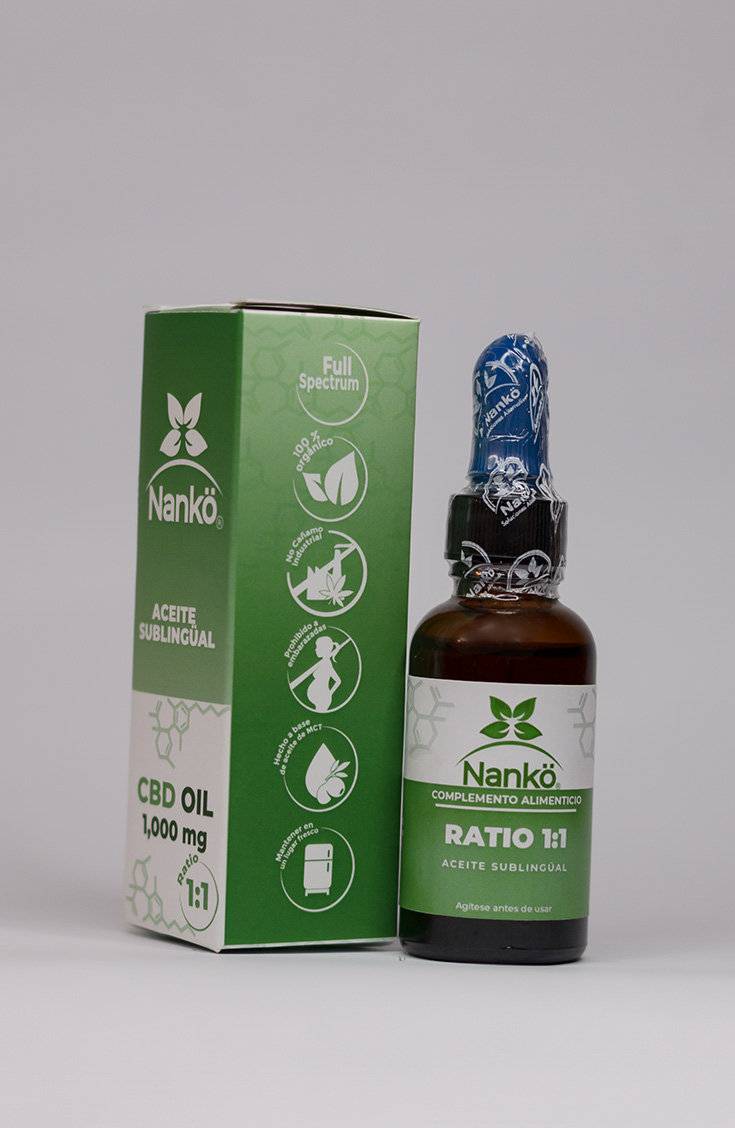 Nankö
®
ACEITE
SUBLINGÜAL
CBD OIL
1,000 mg
Ratio
1:1
Full
Spectrum
100 %
orgánico
No Cañamo
industrial
Prohibido a
embarazadas
Hecho a base
de aceite de MCT
Mantener en
un lugar fresco
Nankö
Nankö
Nankö
Nankö
®
COMPLEMENTO ALIMENTICIO
RATIO 1:1
ACEITE SUBLINGÜAL
Agítese antes de usar